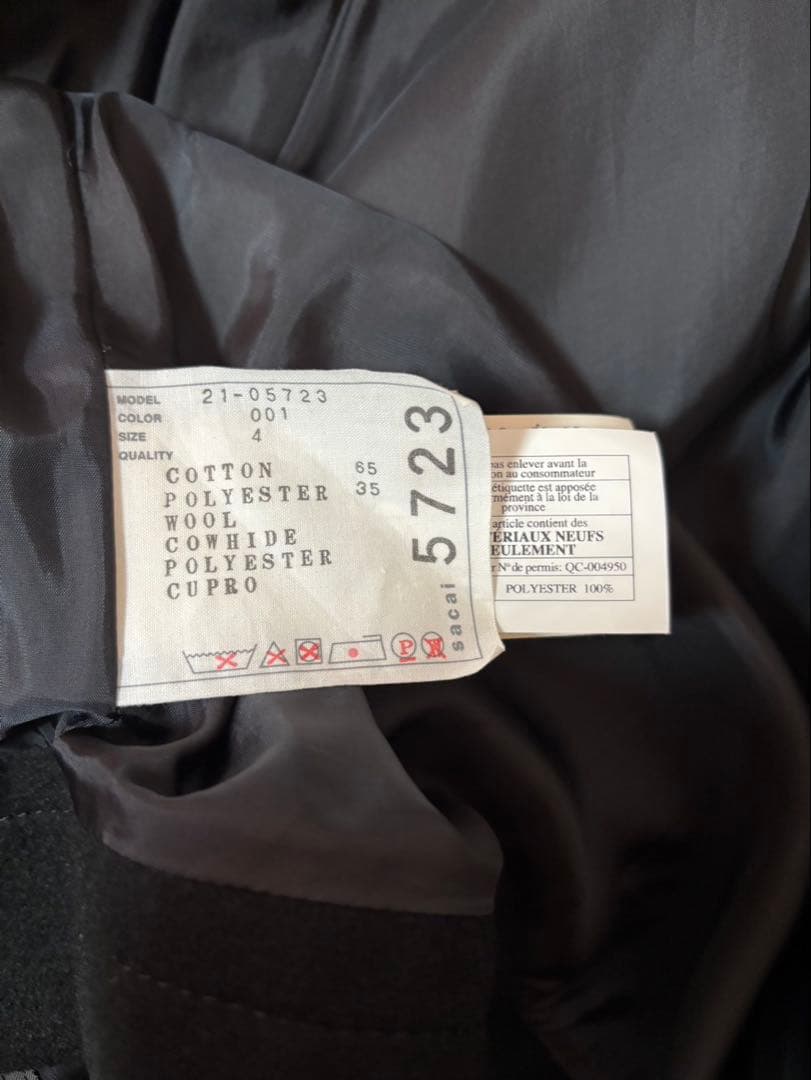 MODEL 21-05723
COLOR 001
SIZE 4
QUALITY
COTTON 65
POLYESTER 35
WOOL
COWHIDE
POLYESTER
CUPRO
P
sacai 5723
pas enlever avant la
on au consommateur
étiquette est apposée
rmément à la loi de la
province
article contient des
TÉRIAUX NEUFS
EULEMENT
r N° de permis: QC-004950
POLYESTER 100%